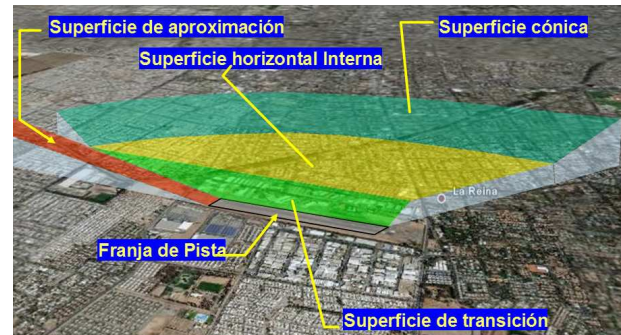 Superficie de aproximación
Superficie cónica
Superficie horizontal Interna
La Reina
Franja de Pista
Superficie de transición